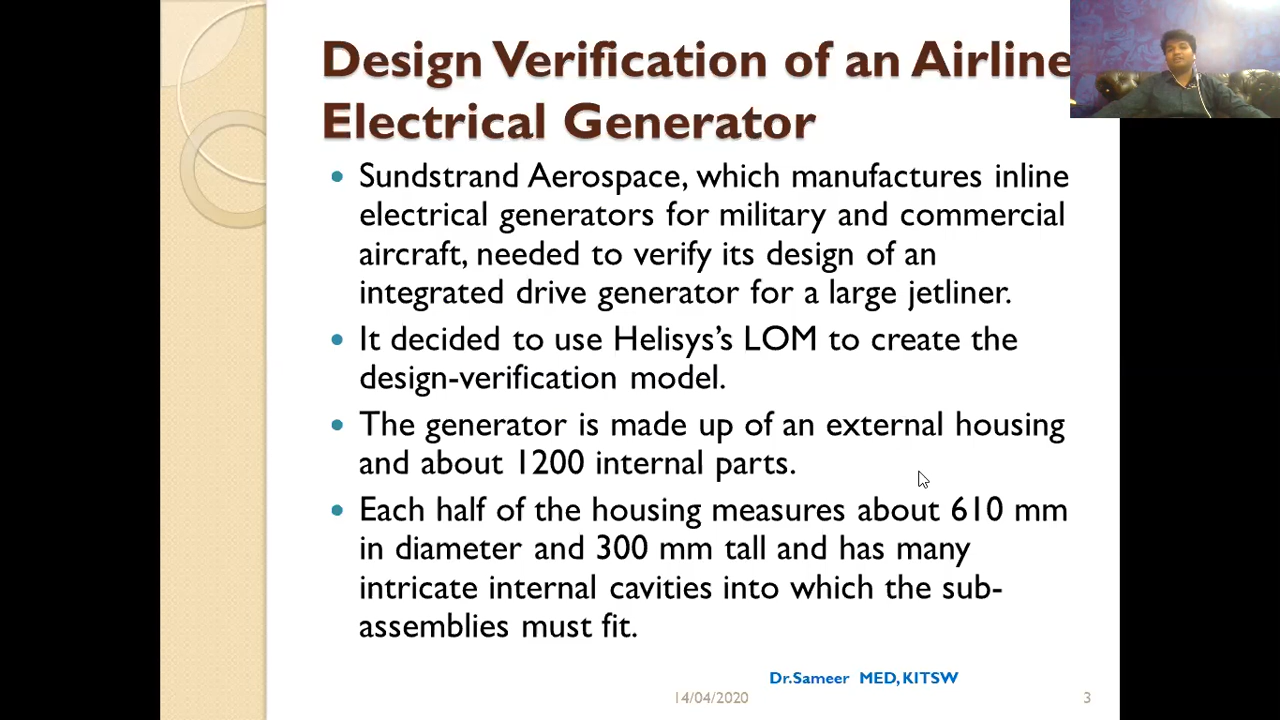 Design Verification of an Airline
Electrical Generator
• Sundstrand Aerospace, which manufactures inline
electrical generators for military and commercial
aircraft, needed to verify its design of an
integrated drive generator for a large jetliner.
• It decided to use Helisys’s LOM to create the
design-verification model.
• The generator is made up of an external housing
and about 1200 internal parts.
• Each half of the housing measures about 610 mm
in diameter and 300 mm tall and has many
intricate internal cavities into which the sub-
assemblies must fit.
Dr.Sameer MED, KITSW
14/04/2020
3